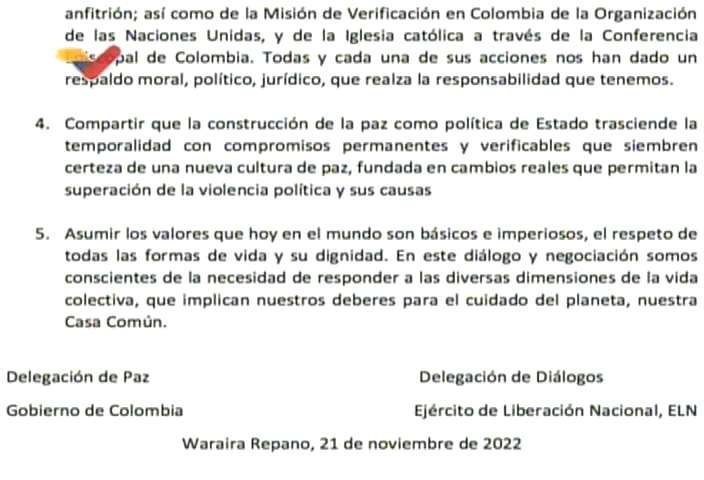 anfitrión; así como de la Misión de Verificación en Colombia de la Organización
de las Naciones Unidas, y de la Iglesia católica a través de la Conferencia
de Colombia. Todas y cada una de sus acciones nos han dado un
respaldo moral, político, jurídico, que realza la responsabilidad que tenemos.
4. Compartir que la construcción de la paz como política de Estado trasciende la
temporalidad con compromisos permanentes y verificables que siembren
certeza de una nueva cultura de paz, fundada en cambios reales que permitan la
superación de la violencia política y sus causas
5. Asumir los valores que hoy en el mundo son básicos e imperiosos, el respeto de
todas las formas de vida y su dignidad. En este diálogo y negociación somos
conscientes de la necesidad de responder a las diversas dimensiones de la vida
colectiva, que implican nuestros deberes para el cuidado del planeta, nuestra
Casa Común.
Delegación de Paz Delegación de Diálogos
Gobierno de Colombia Ejército de Liberación Nacional, ELN
Waraira Repano, 21 de noviembre de 2022